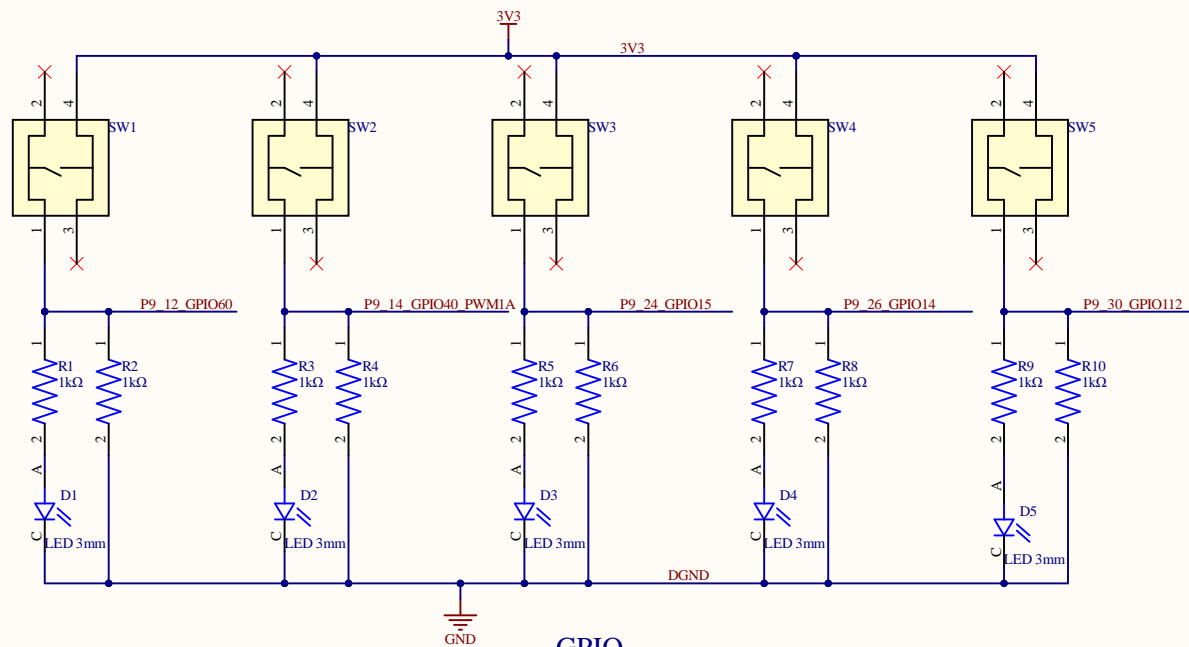 3V3
3V3
2 4 2 4 2 4 2 4 2 4
SW1 SW2 SW3 SW4 SW5
1 3 1 3 1 3 1 3 1 3
P9_12_GPIO60 P9_14_GPIO40_PWM1A P9_24_GPIO15 P9_26_GPIO14 P9_30_GPIO112
1 1 1 1 1 1 1 1 1 1
R1 R2 R3 R4 R5 R6 R7 R8 R9 R10
1kΩ 1kΩ 1kΩ 1kΩ 1kΩ 1kΩ 1kΩ 1kΩ 1kΩ 1kΩ
2 2 2 2 2 2 2 2 2 2
A A A A A
D1 D2 D3 D4 D5
C C C C C
LED 3mm LED 3mm LED 3mm LED 3mm LED 3mm
DGND
GND
GPIO